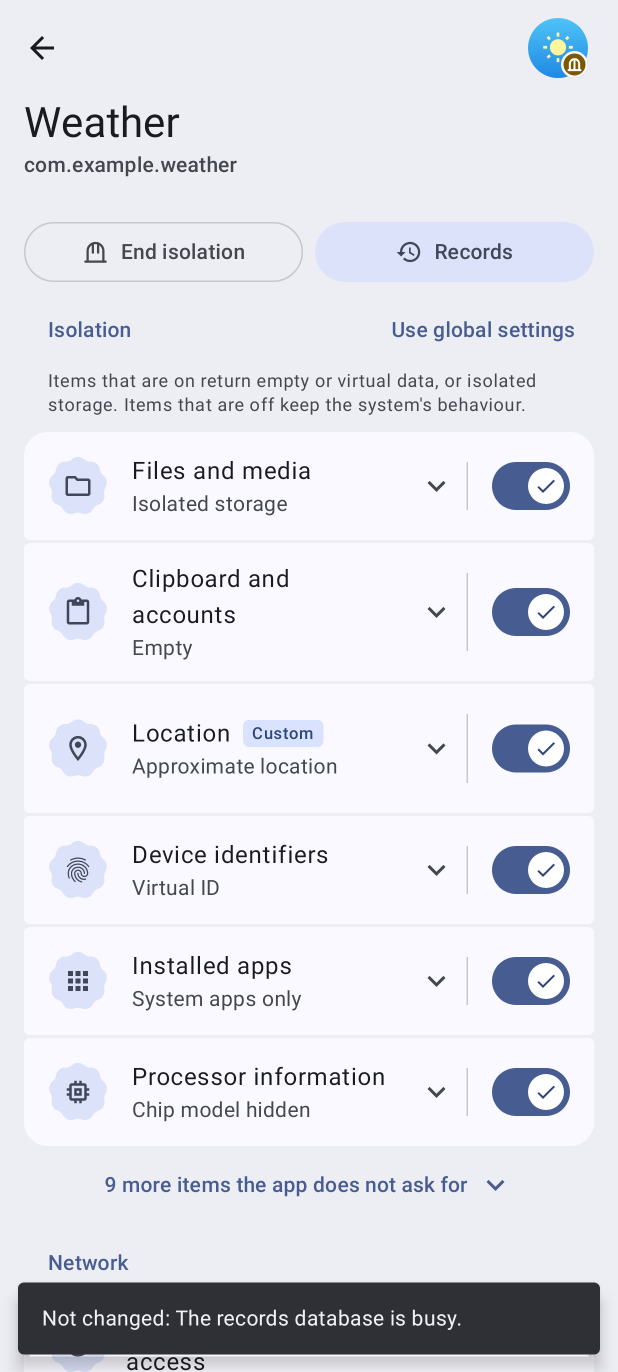 Weather
com.example.weather
End isolation
Records
Isolation
Use global settings
Items that are on return empty or virtual data, or isolated
storage. Items that are off keep the system's behaviour.
Files and media
Isolated storage
Clipboard and
accounts
Empty
Location
Custom
Approximate location
Device identifiers
Virtual ID
Installed apps
System apps only
Processor information
Chip model hidden
9 more items the app does not ask for
Network
Not changed: The records database is busy.
access